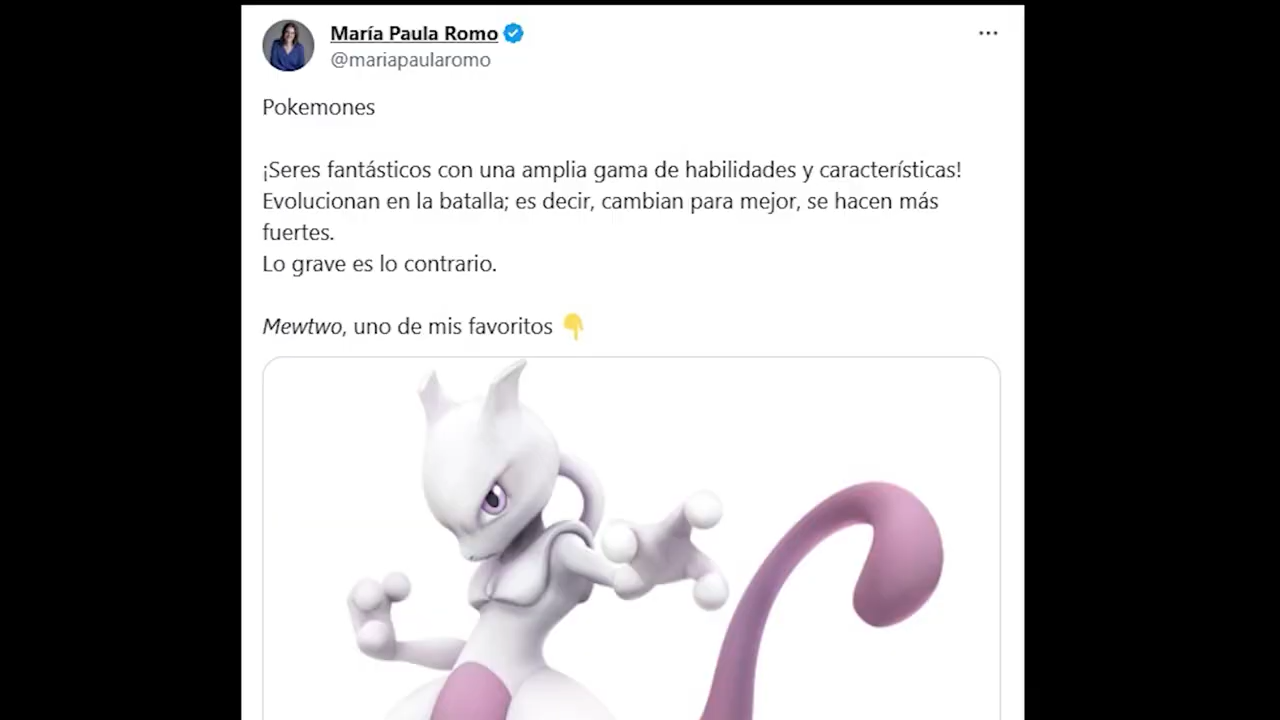 María Paula Romo
@mariapaularomo
Pokemones
¡Seres fantásticos con una amplia gama de habilidades y características!
Evolucionan en la batalla; es decir, cambian para mejor, se hacen más
fuertes.
Lo grave es lo contrario.
Mewtwo, uno de mis favoritos 👇